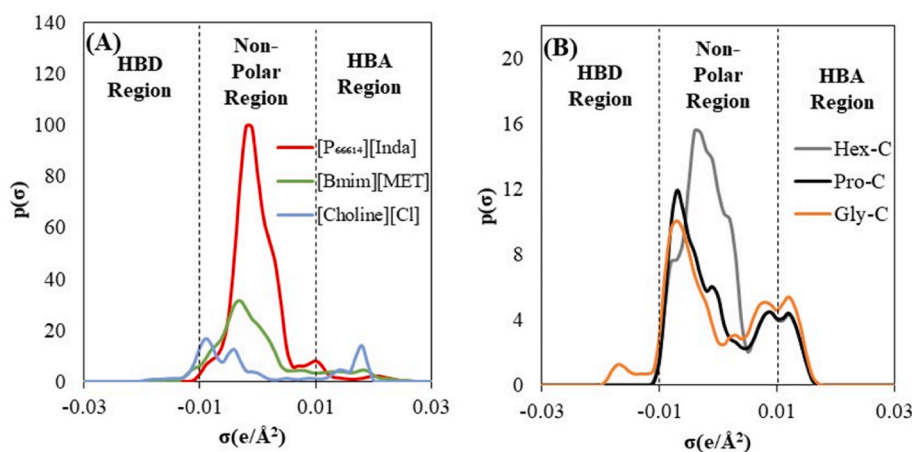 (A)
HBD
Region
Non-
Polar
Region
HBA
Region
[P₆₆₆₁₄][Inda]
[Bmim][MET]
[Choline][Cl]
p(σ)
140
120
100
80
60
40
20
0
-0.03
-0.01
0.01
0.03
σ(e/Å²)
(B)
HBD
Region
Non-
Polar
Region
HBA
Region
Hex-C
Pro-C
Gly-C
p(σ)
20
16
12
8
4
0
-0.03
-0.01
0.01
0.03
σ(e/Å²)